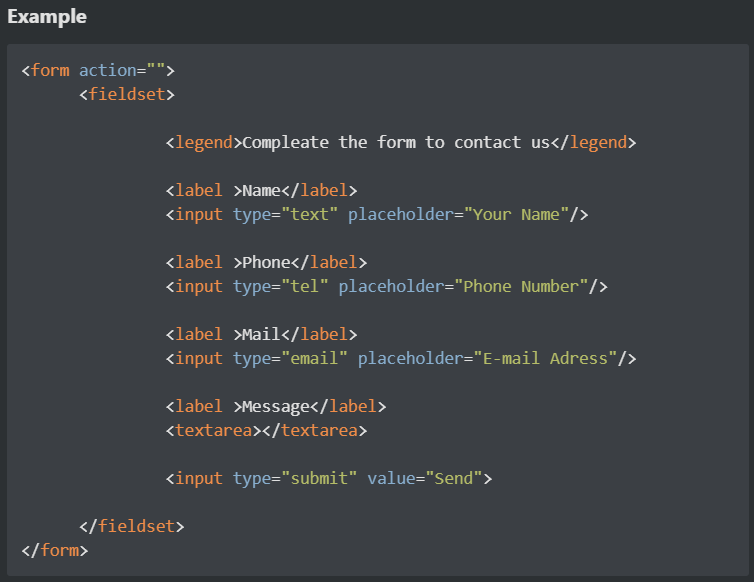 Example
<form action="">
<fieldset>
<legend>Compleate the form to contact us</legend>
<label >Name</label>
<input type="text" placeholder="Your Name"/>
<label >Phone</label>
<input type="tel" placeholder="Phone Number"/>
<label >Mail</label>
<input type="email" placeholder="E-mail Adress"/>
<label >Message</label>
<textarea></textarea>
<input type="submit" value="Send">
</fieldset>
</form>